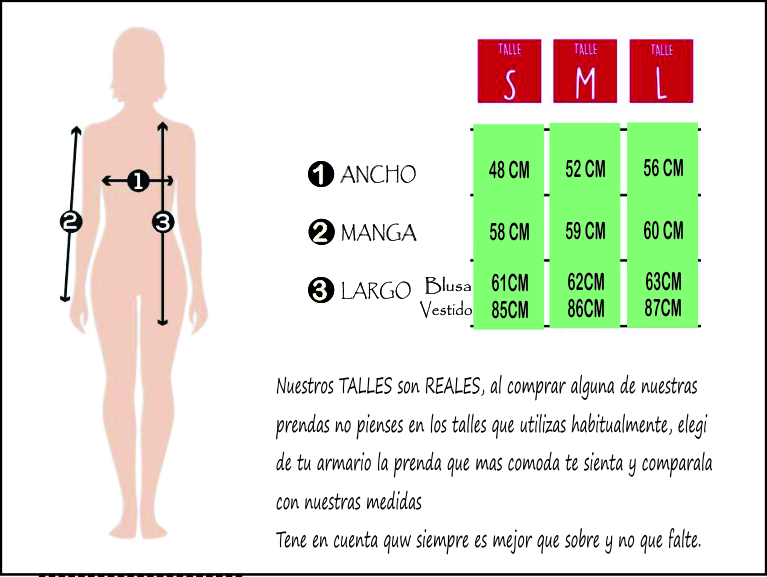 TALLE TALLE TALLE
S M L
1 ANCHO 48 CM 52 CM 56 CM
2 MANGA 58 CM 59 CM 60 CM
3 LARGO Blusa 61CM 62CM 63CM
Vestido 85CM 86CM 87CM
1
2 3
Nuestros TALLES son REALES, al comprar alguna de nuestras
prendas no pienses en los talles que utilizas habitualmente, elegi
de tu armario la prenda que mas comoda te sienta y comparala
con nuestras medidas
Tene en cuenta quw siempre es mejor que sobre y no que falte.